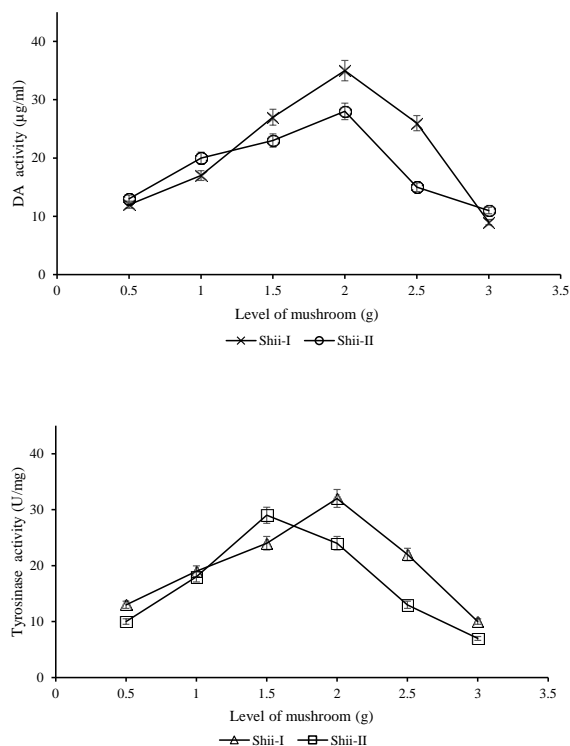 DA activity (µg/ml)
40
30
20
10
0
0 0.5 1 1.5 2 2.5 3 3.5
Level of mushroom (g)
Shii-I Shii-II
Tyrosinase activity (U/mg)
40
30
20
10
0
0 0.5 1 1.5 2 2.5 3 3.5
Level of mushroom (g)
Shii-I Shii-II